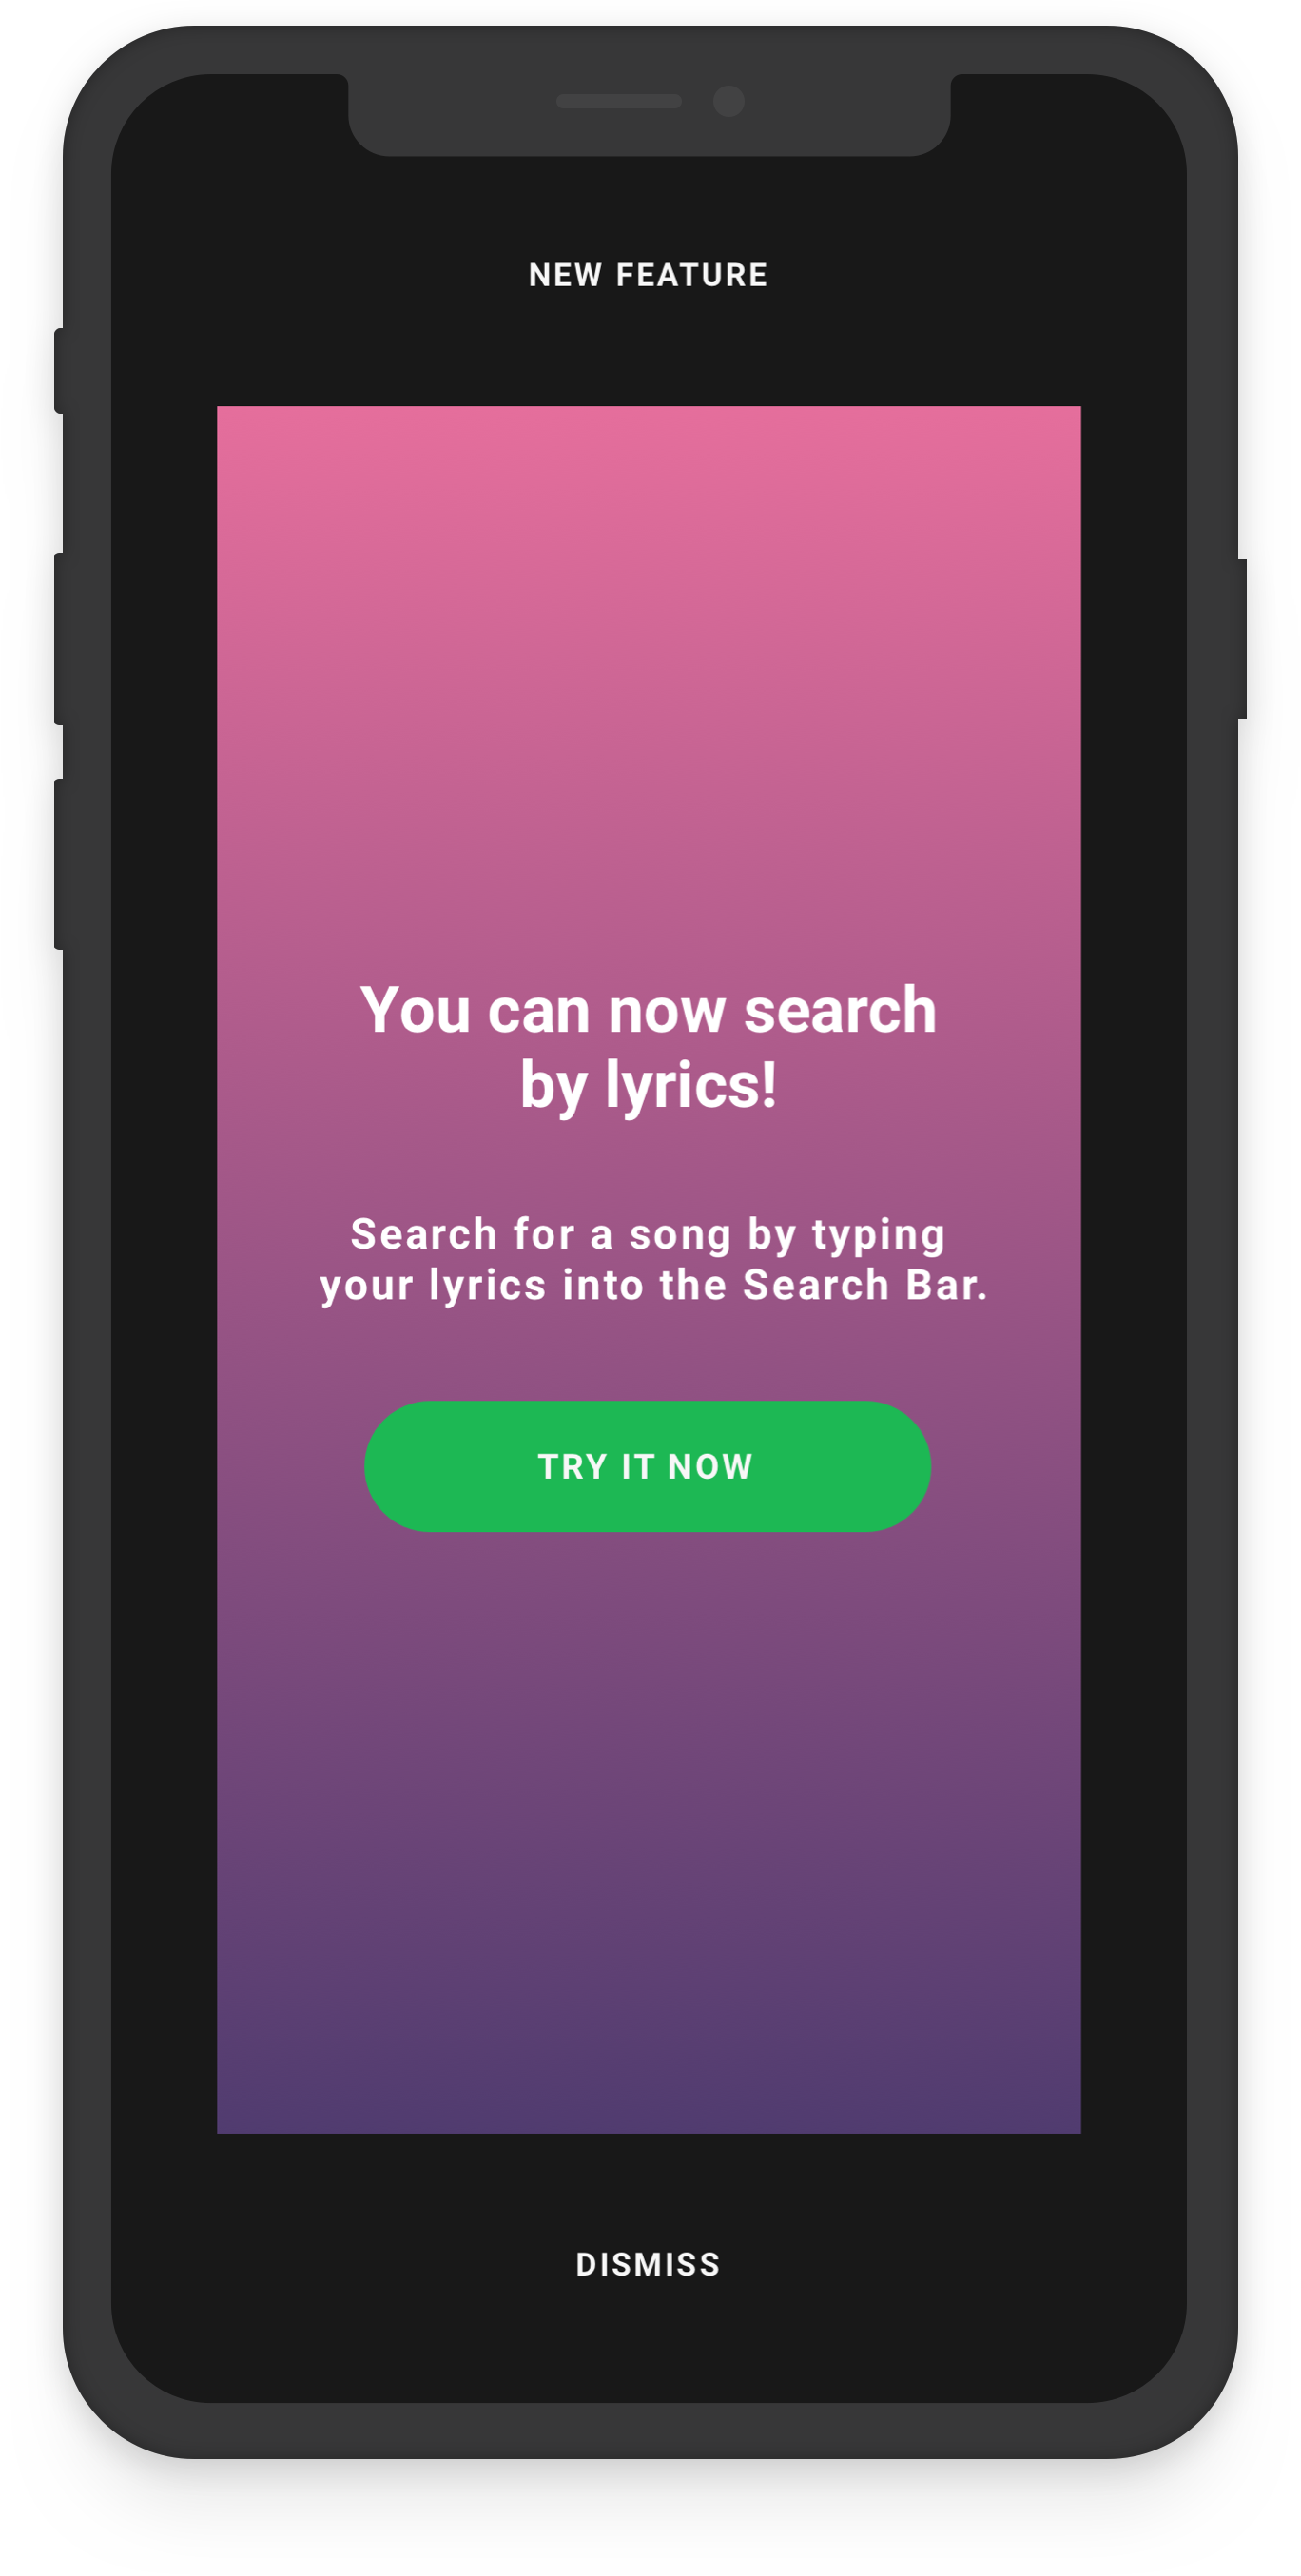 NEW FEATURE
You can now search
by lyrics!
Search for a song by typing
your lyrics into the Search Bar.
TRY IT NOW
DISMISS